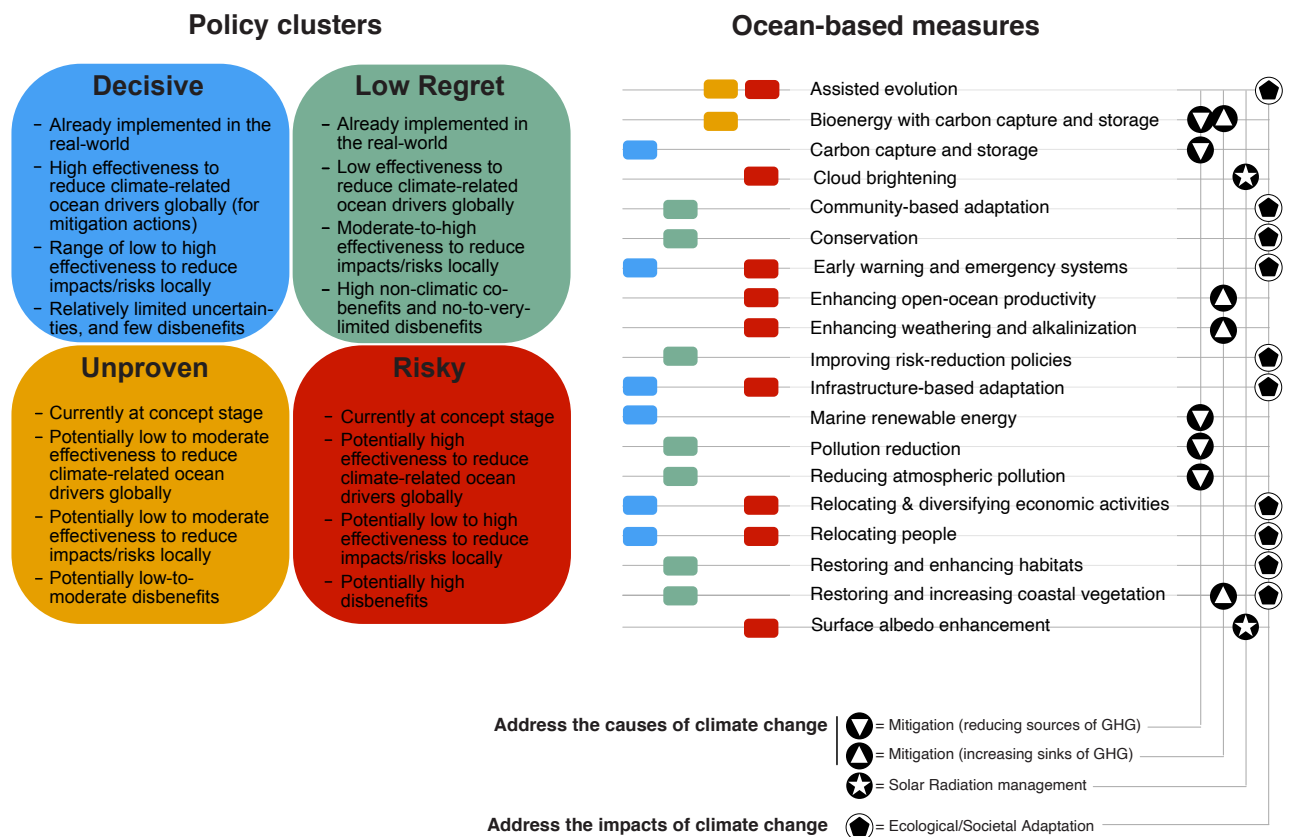 Policy clusters
Decisive
– Already implemented in the
real-world
– High effectiveness to
reduce climate-related
ocean drivers globally (for
mitigation actions)
– Range of low to high
effectiveness to reduce
impacts/risks locally
– Relatively limited uncertain-
ties, and few disbenefits
Low Regret
– Already implemented in
the real-world
– Low effectiveness to
reduce climate-related
ocean drivers globally
– Moderate-to-high
effectiveness to reduce
impacts/risks locally
– High non-climatic co-
benefits and no-to-very-
limited disbenefits
Unproven
– Currently at concept stage
– Potentially low to moderate
effectiveness to reduce
climate-related ocean
drivers globally
– Potentially low to moderate
effectiveness to reduce
impacts/risks locally
– Potentially low-to-
moderate disbenefits
Risky
– Currently at concept stage
– Potentially high
effectiveness to reduce
climate-related ocean
drivers globally
– Potentially low to high
effectiveness to reduce
impacts/risks locally
– Potentially high
disbenefits
Ocean-based measures
Assisted evolution
Bioenergy with carbon capture and storage
Carbon capture and storage
Cloud brightening
Community-based adaptation
Conservation
Early warning and emergency systems
Enhancing open-ocean productivity
Enhancing weathering and alkalinization
Improving risk-reduction policies
Infrastructure-based adaptation
Marine renewable energy
Pollution reduction
Reducing atmospheric pollution
Relocating & diversifying economic activities
Relocating people
Restoring and enhancing habitats
Restoring and increasing coastal vegetation
Surface albedo enhancement
Address the causes of climate change
= Mitigation (reducing sources of GHG)
= Mitigation (increasing sinks of GHG)
= Solar Radiation management
Address the impacts of climate change
= Ecological/Societal Adaptation